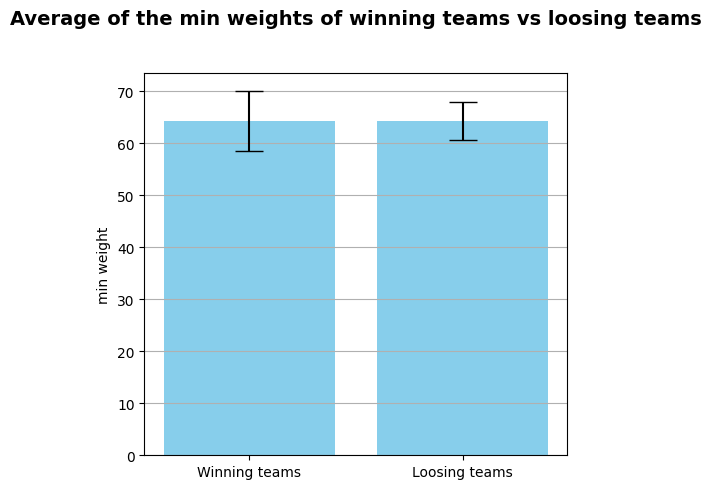 Average of the min weights of winning teams vs loosing teams
70
60
50
40
30
20
10
0
min weight
Winning teams
Loosing teams